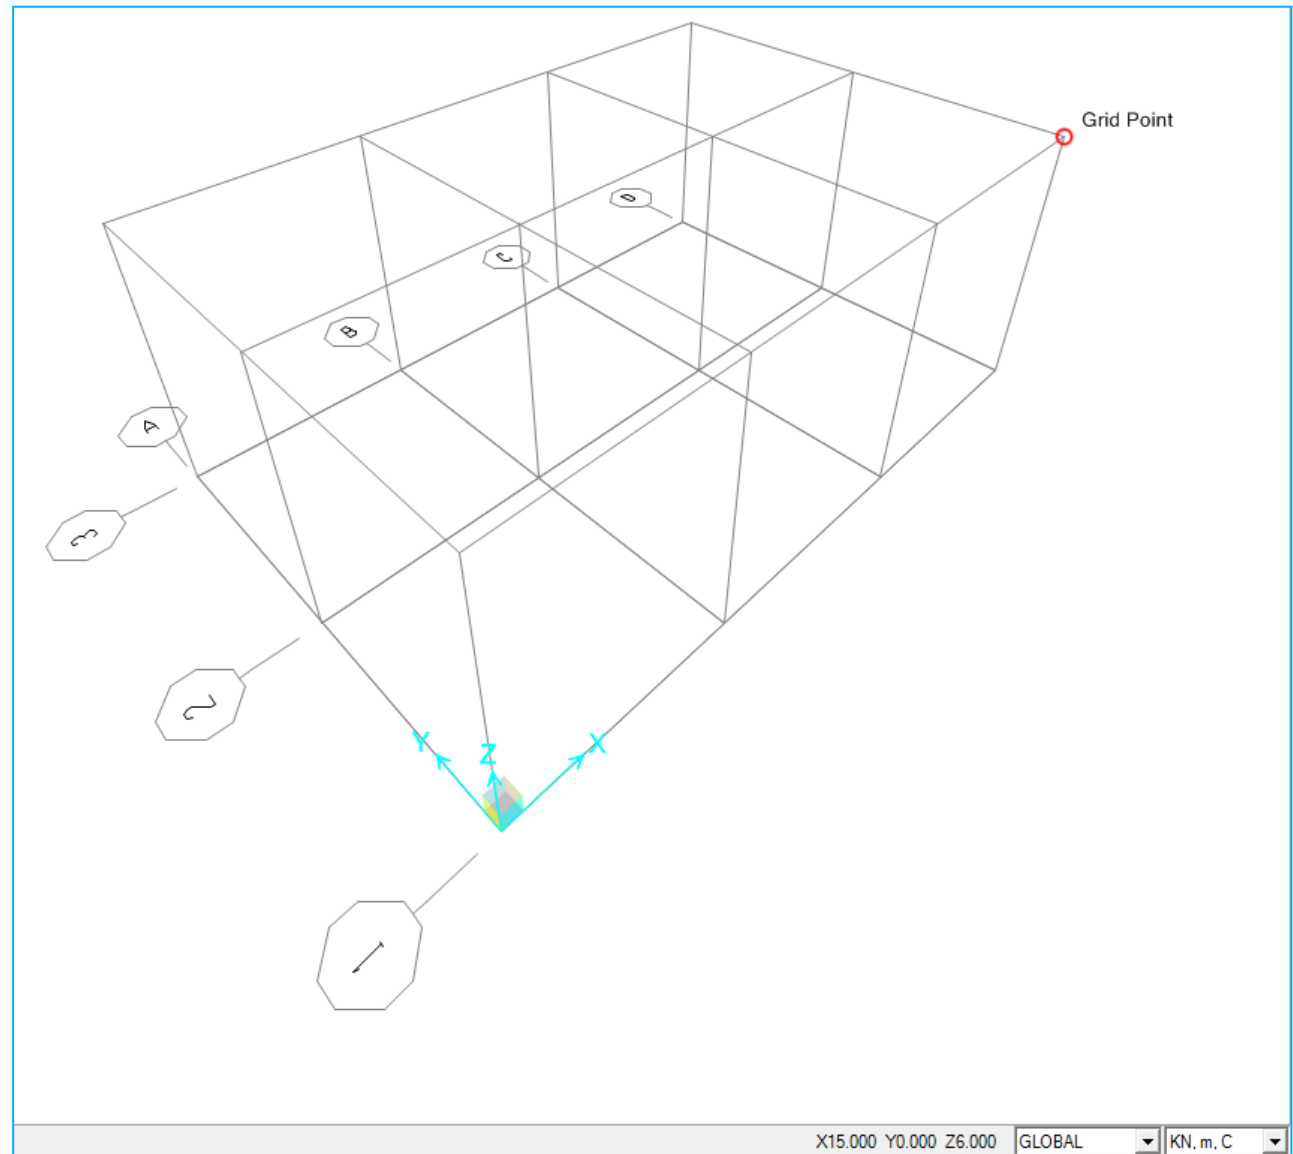 Grid Point
D
C
B
A
3
2
Y
Z
X
1
X15.000 Y0.000 Z6.000 GLOBAL KN, m, C